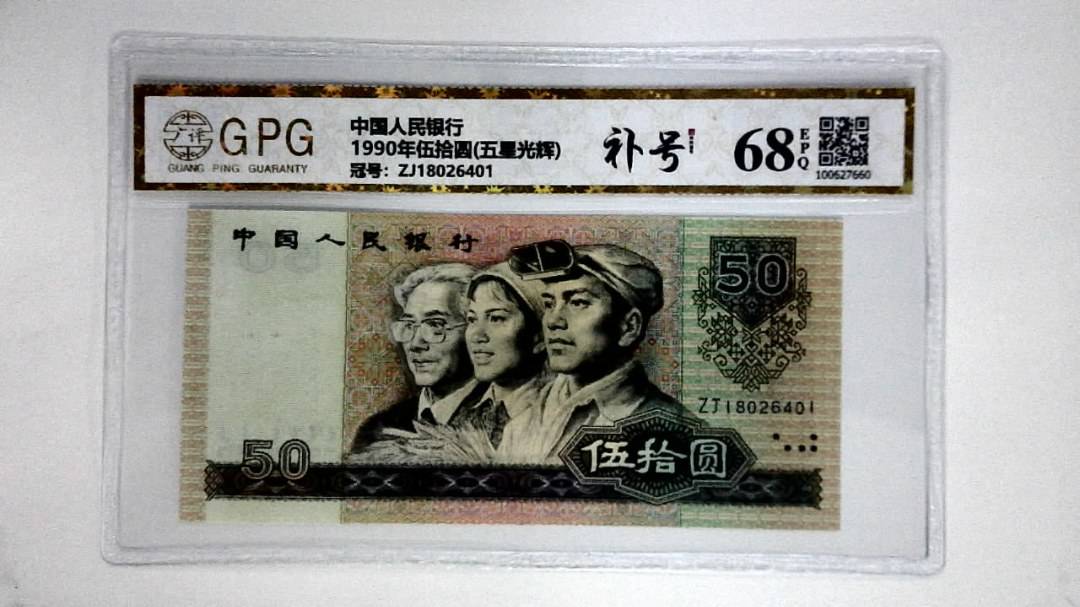 GPG
GUANG PING GUARANTY
中国人民银行
1990年伍拾圆(五星光辉)
冠号：ZJ18026401
补号
68
EPQ
100627660
中国人民银行
50
ZJ18026401
50
伍拾圆